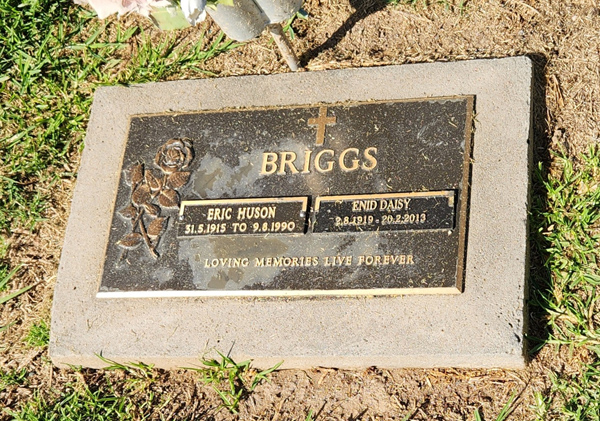 BRIGGS
ERIC HUSON
31.5.1915 TO 9.8.1990
ENID DAISY
2.8.1919 - 20.2.2013
LOVING MEMORIES LIVE FOREVER